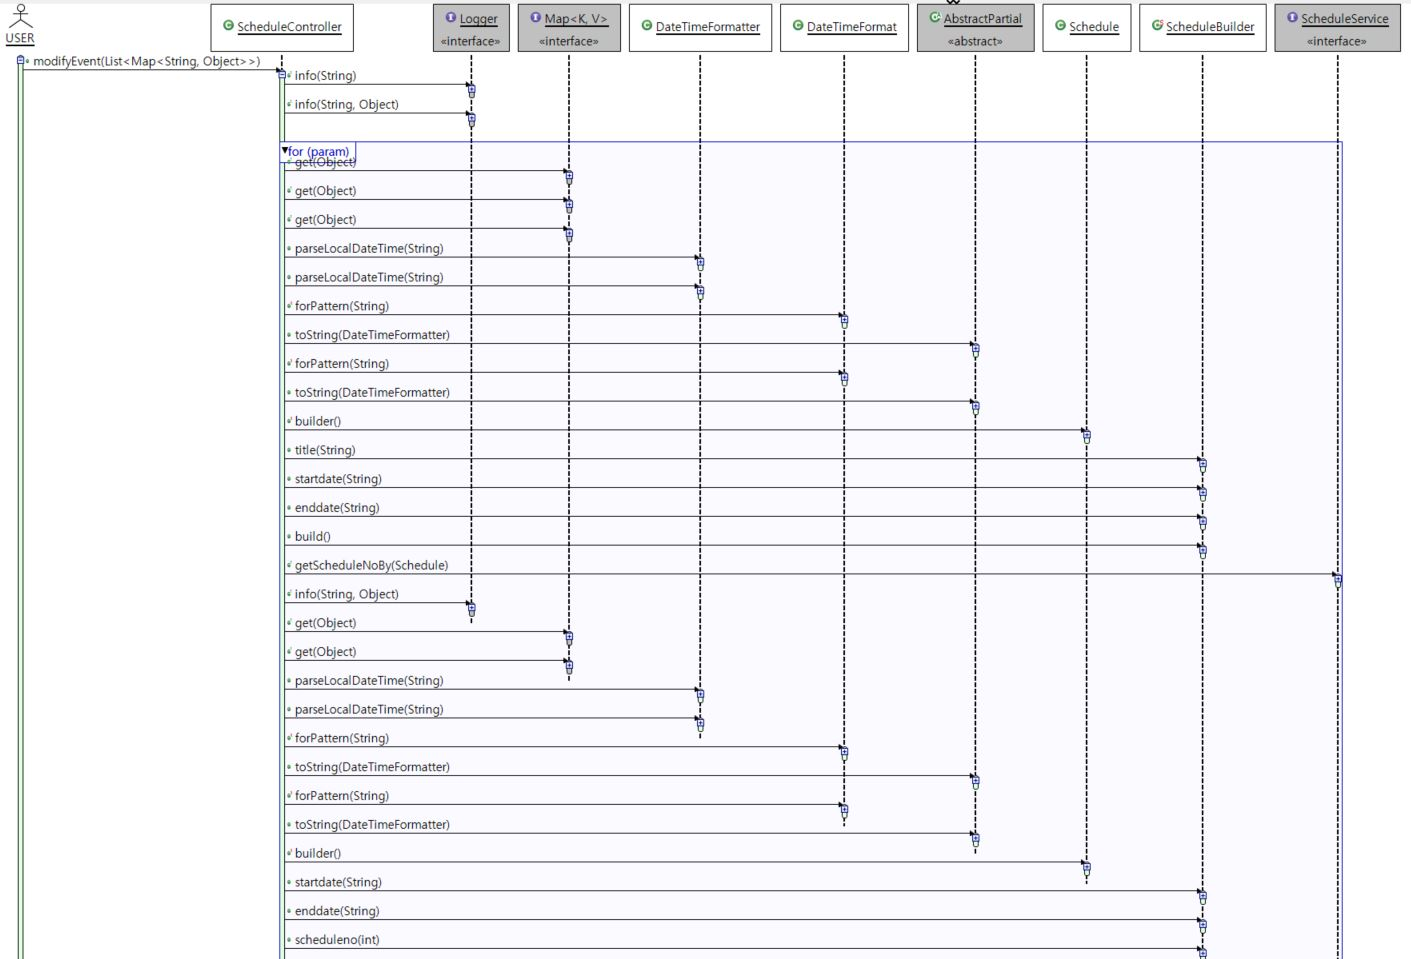 USER
ScheduleController
Logger
«interface»
Map<K, V>
«interface»
DateTimeFormatter
DateTimeFormat
AbstractPartial
«abstract»
Schedule
ScheduleBuilder
ScheduleService
«interface»
modifyEvent(List<Map<String, Object>>)
info(String)
info(String, Object)
for (param)
get(Object)
get(Object)
get(Object)
parseLocalDateTime(String)
parseLocalDateTime(String)
forPattern(String)
toString(DateTimeFormatter)
forPattern(String)
toString(DateTimeFormatter)
builder()
title(String)
startdate(String)
enddate(String)
build()
getScheduleNoBy(Schedule)
info(String, Object)
get(Object)
get(Object)
parseLocalDateTime(String)
parseLocalDateTime(String)
forPattern(String)
toString(DateTimeFormatter)
forPattern(String)
toString(DateTimeFormatter)
builder()
startdate(String)
enddate(String)
scheduleno(int)